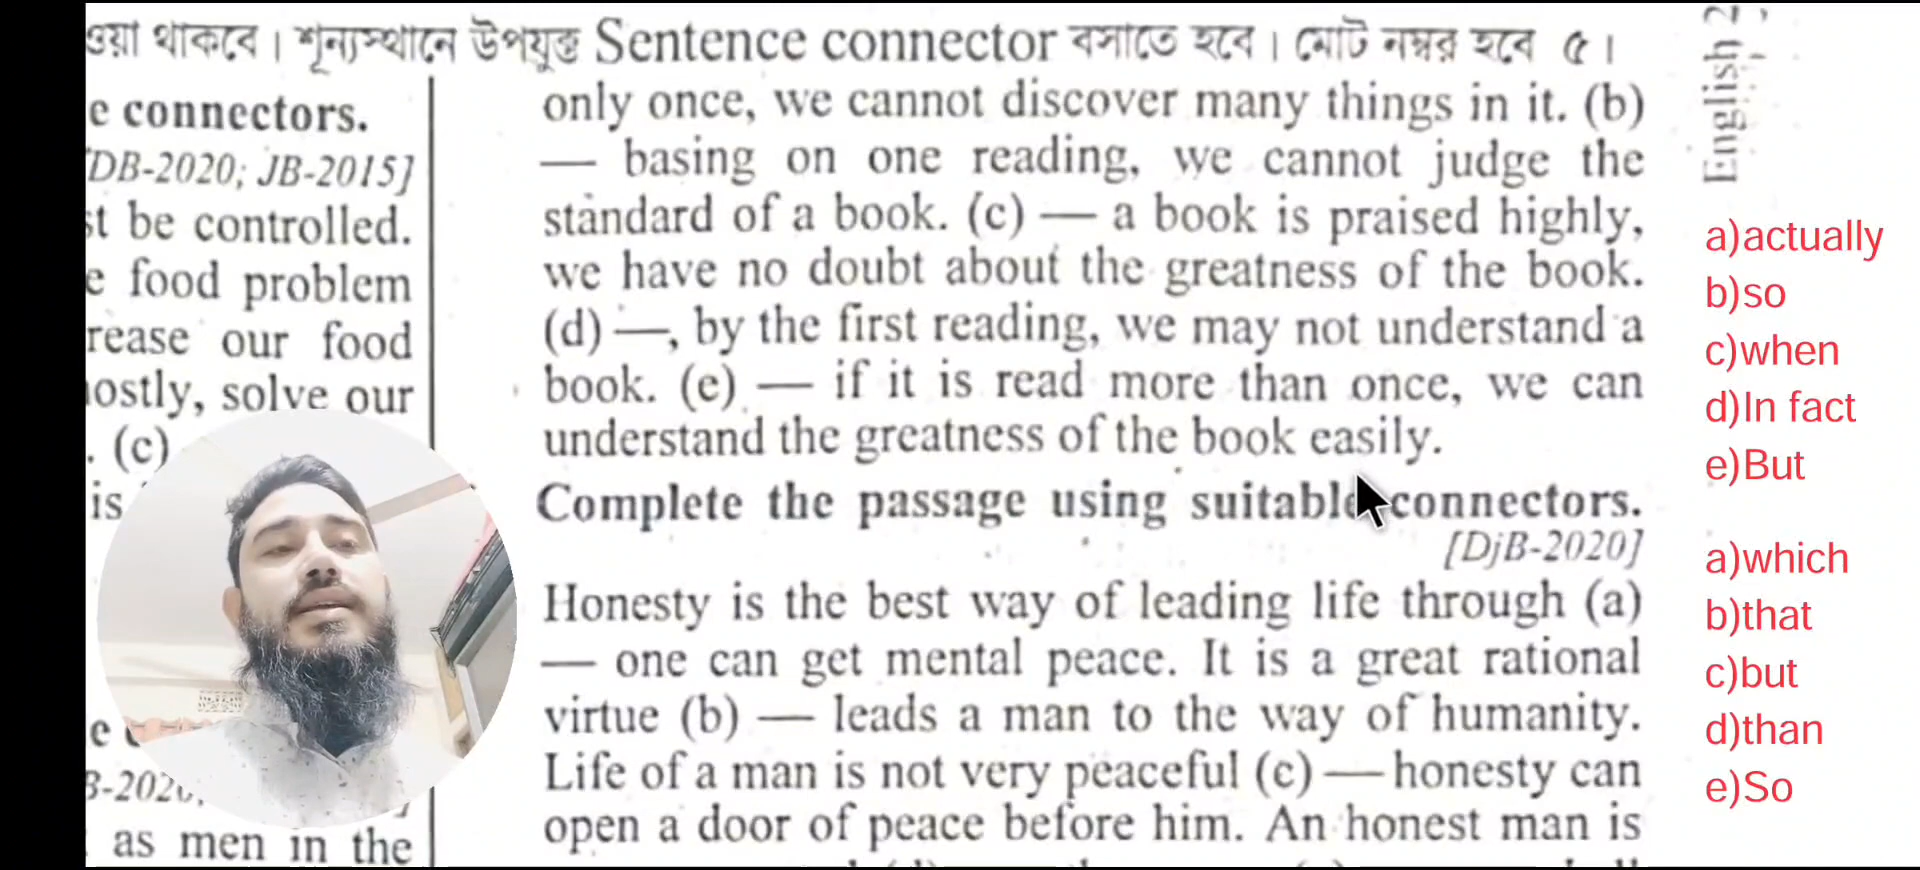 ওয়া থাকবে। শূন্যস্থানে উপযুক্ত Sentence connector বসাতে হবে। মোট নম্বর হবে ৫।
e connectors.
[DB-2020; JB-2015]
st be controlled.
e food problem
rease our food
ostly, solve our
. (c)
is
e
B-2020,
as men in the
only once, we cannot discover many things in it. (b)
— basing on one reading, we cannot judge the
standard of a book. (c) — a book is praised highly,
we have no doubt about the greatness of the book.
(d) —, by the first reading, we may not understand a
book. (e) — if it is read more than once, we can
understand the greatness of the book easily.
Complete the passage using suitable connectors.
[DjB-2020]
Honesty is the best way of leading life through (a)
— one can get mental peace. It is a great rational
virtue (b) — leads a man to the way of humanity.
Life of a man is not very peaceful (c) — honesty can
open a door of peace before him. An honest man is
English 2
a)actually
b)so
c)when
d)In fact
e)But
a)which
b)that
c)but
d)than
e)So